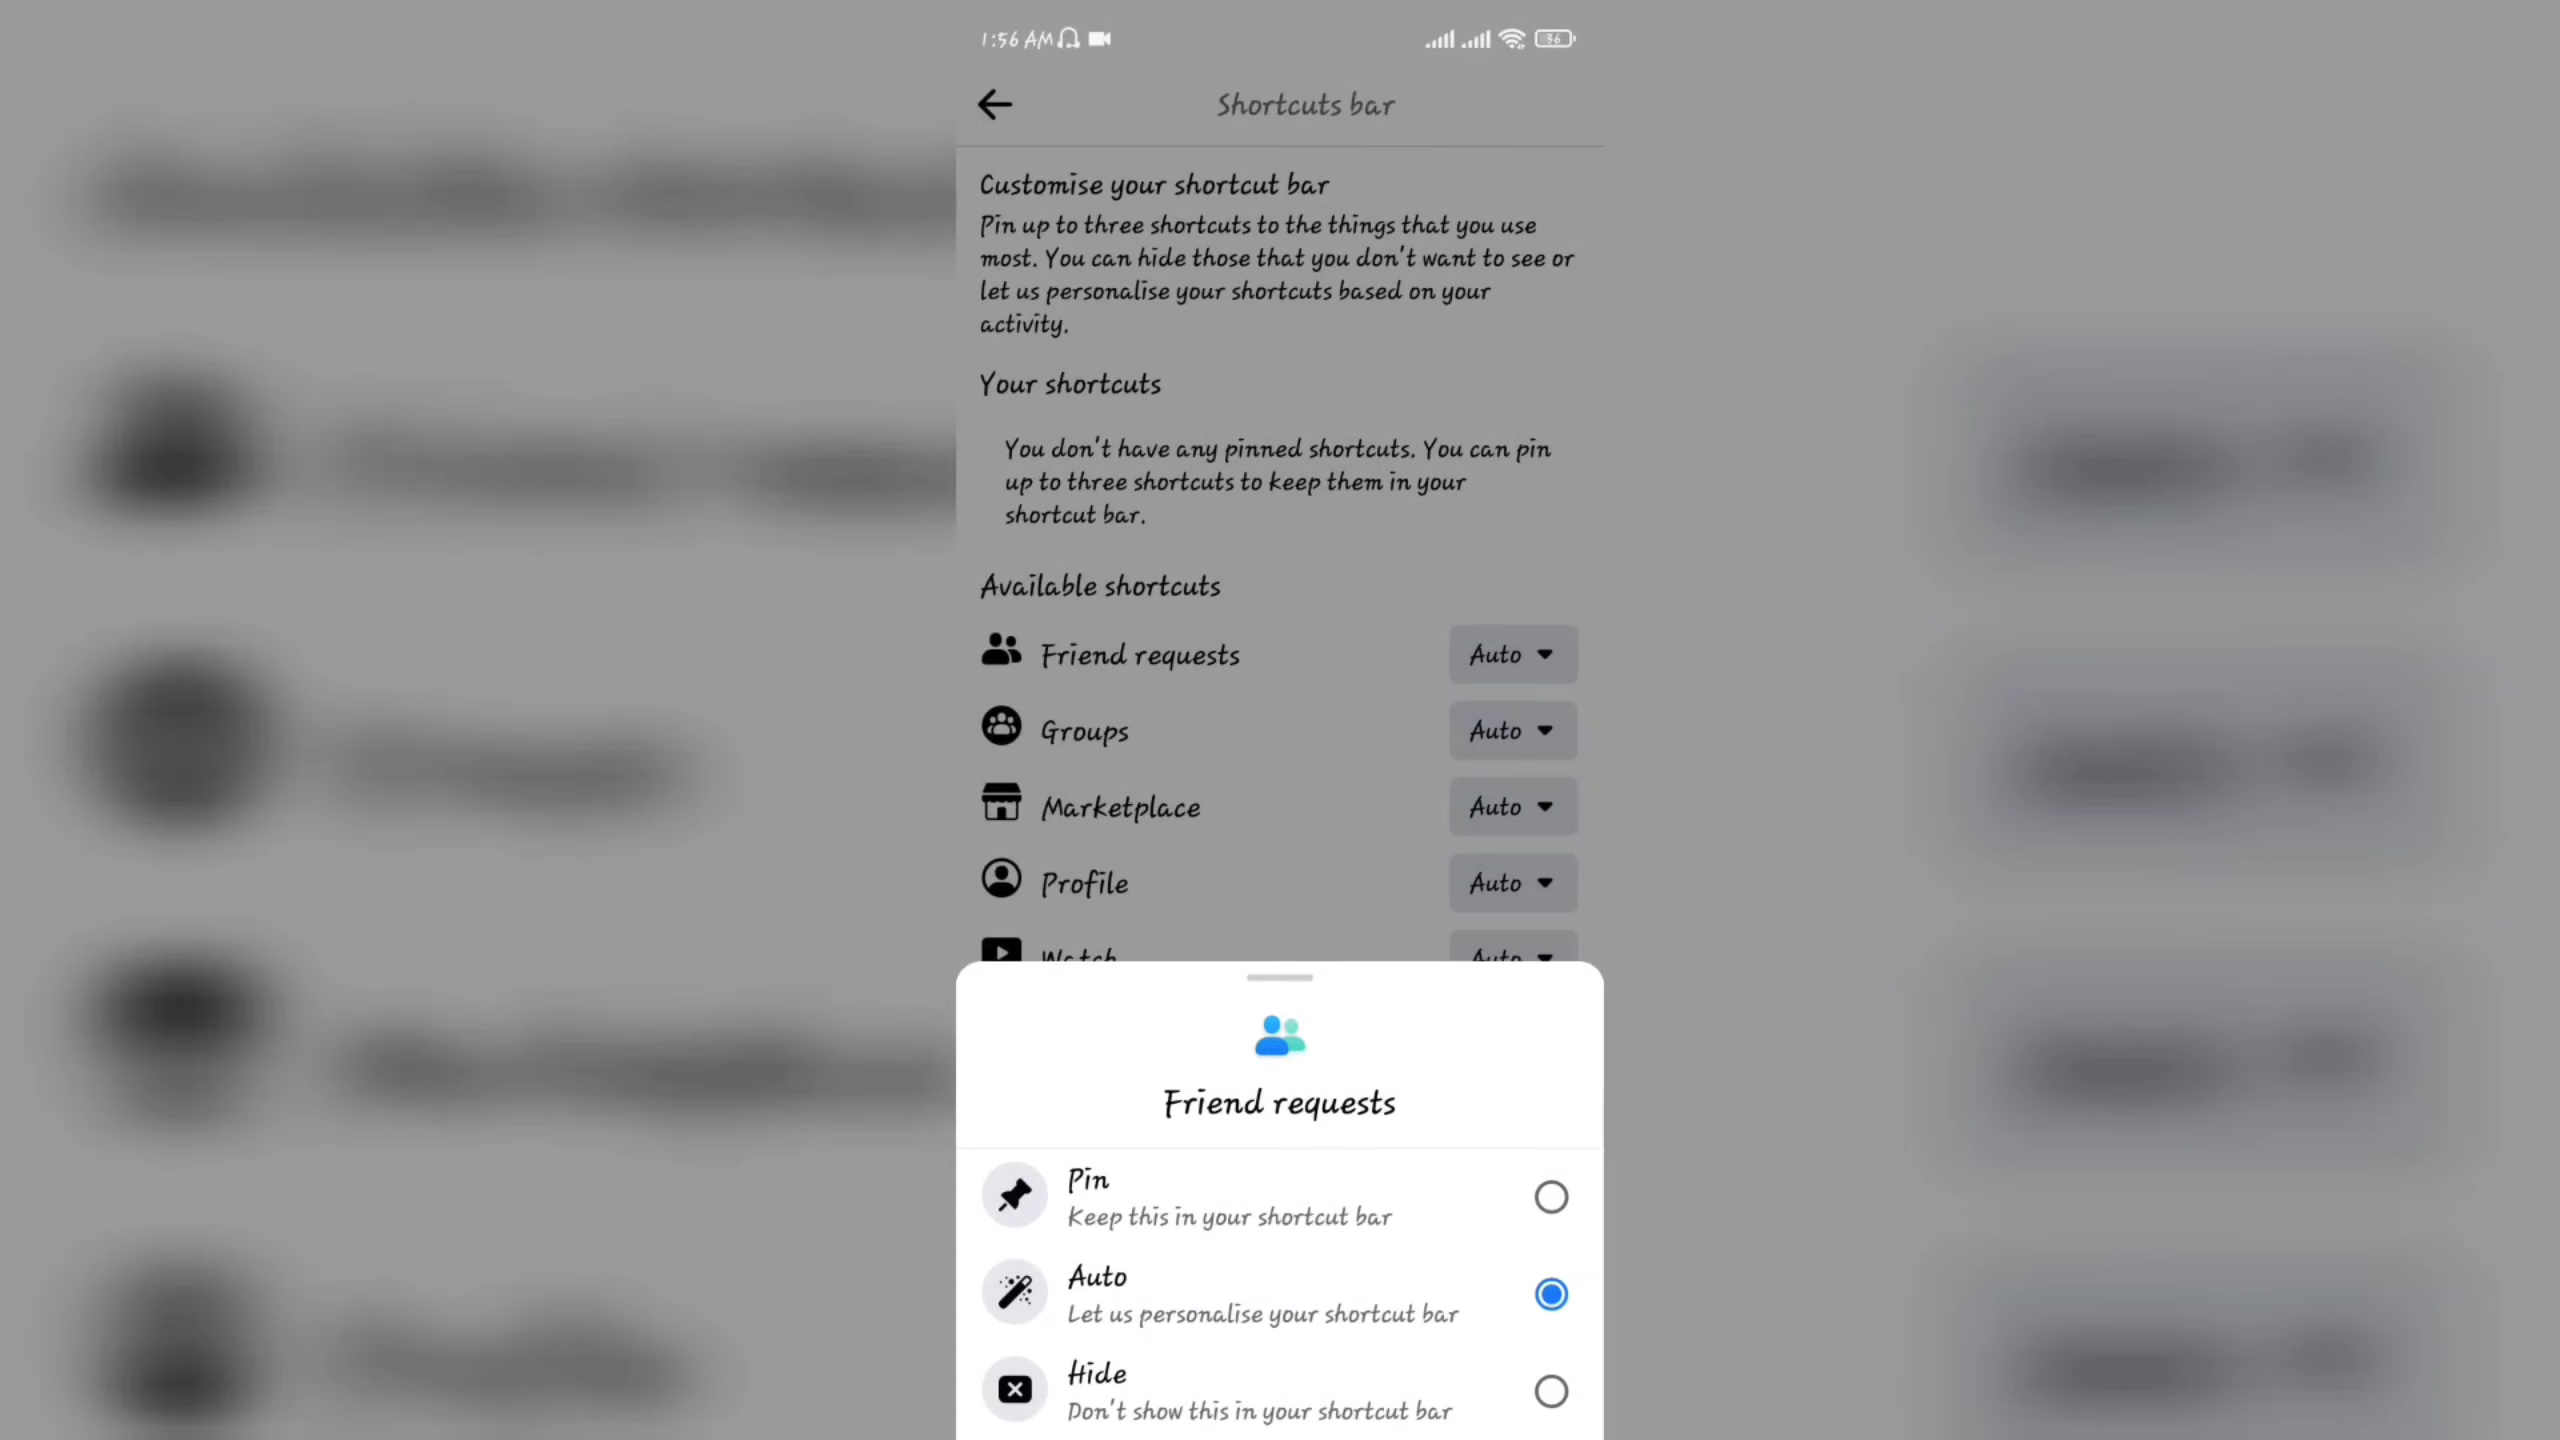 1:56 AM 36
Shortcuts bar
Customise your shortcut bar
Pin up to three shortcuts to the things that you use
most. You can hide those that you don't want to see or
let us personalise your shortcuts based on your
activity.
Your shortcuts
You don't have any pinned shortcuts. You can pin
up to three shortcuts to keep them in your
shortcut bar.
Available shortcuts
Friend requests Auto
Groups Auto
Marketplace Auto
Profile Auto
Watch Auto
Friend requests
Pin
Keep this in your shortcut bar
Auto
Let us personalise your shortcut bar
Hide
Don't show this in your shortcut bar